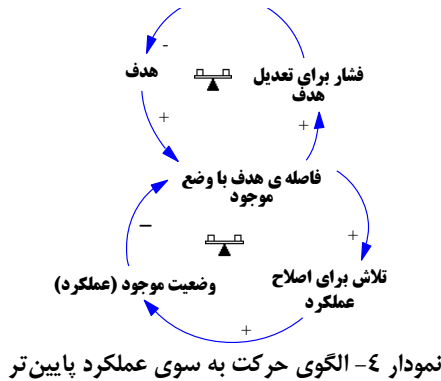 -
هدف
فشار برای تعدیل
هدف
+
+
فاصله ی هدف با وضع
موجود
−
+
وضعیت موجود (عملکرد)
تلاش برای اصلاح
عملکرد
+
نمودار ٤- الگوی حرکت به سوی عملکرد پایین‌تر